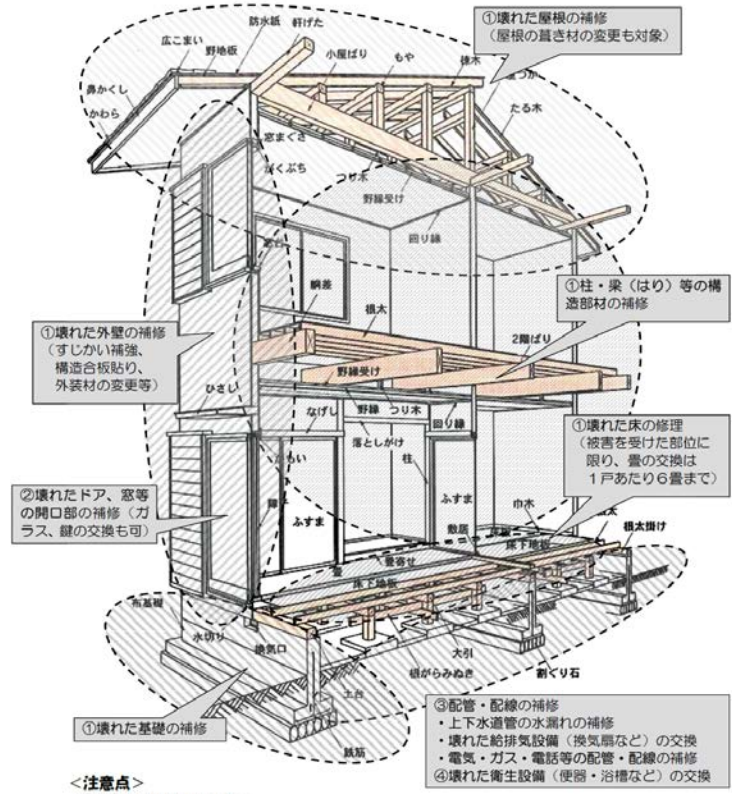 ①壊れた屋根の補修
（屋根の葺き材の変更も対象）
防水紙
軒げた
広こまい
野地板
小屋ばり
もや
棟木
たる木
鼻かくし
かわら
窓まぐさ
がくぶち
つり木
野縁受け
回り縁
窓台
胴差
根太
①柱・梁（はり）等の構
造部材の補修
2階ばり
①壊れた外壁の補修
（すじかい補強、
構造合板貼り、
外装材の変更等）
野縁受け
ひさし
野縁
つり木
なげし
回り縁
落としがけ
①壊れた床の修理
（被害を受けた部位に
限り、畳の交換は
１戸あたり６畳まで）
柱
ふすま
②壊れたドア、窓等
の開口部の補修（ガ
ラス、鍵の交換も可）
ふすま
敷居
巾木
根太掛け
畳寄せ
床下地板
床下地板
布基礎
水切り
換気口
大引
根がらみぬき
割ぐり石
土台
①壊れた基礎の補修
鉄筋
③配管・配線の補修
・上下水道管の水漏れの補修
・壊れた給排気設備（換気扇など）の交換
・電気・ガス・電話等の配管・配線の補修
④壊れた衛生設備（便器・浴槽など）の交換
＜注意点＞